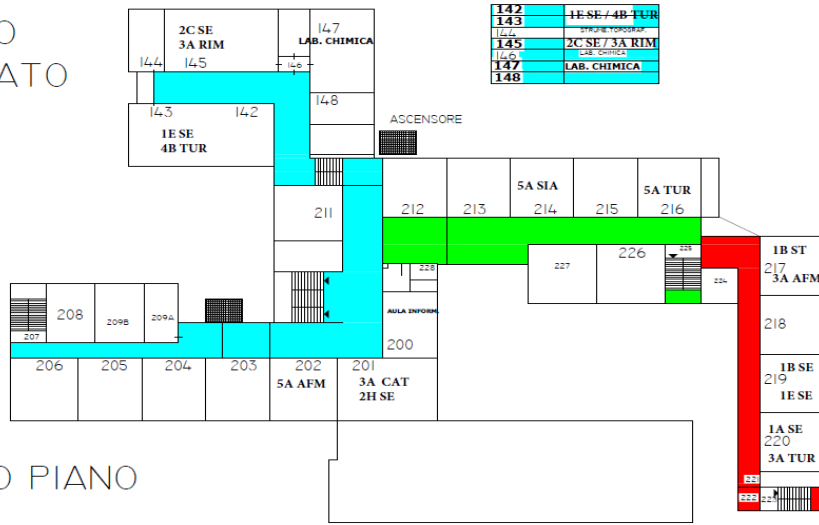 O
ATO
2C SE
3A RIM
144
145
146
147
LAB. CHIMICA
148
143
142
1E SE
4B TUR
142
143
1E SE / 4B TUR
144
STRUME.TOPOGRAF.
145
2C SE / 3A RIM
146
LAB. CHIMICA
147
LAB. CHIMICA
148
ASCENSORE
211
212
213
5A SIA
214
215
5A TUR
216
227
226
225
224
228
AULA INFORM.
200
1B ST
217
3A AFM
218
1B SE
219
1E SE
1A SE
220
3A TUR
221
222
223
207
208
209B
209A
206
205
204
203
202
5A AFM
201
3A CAT
2H SE
O PIANO